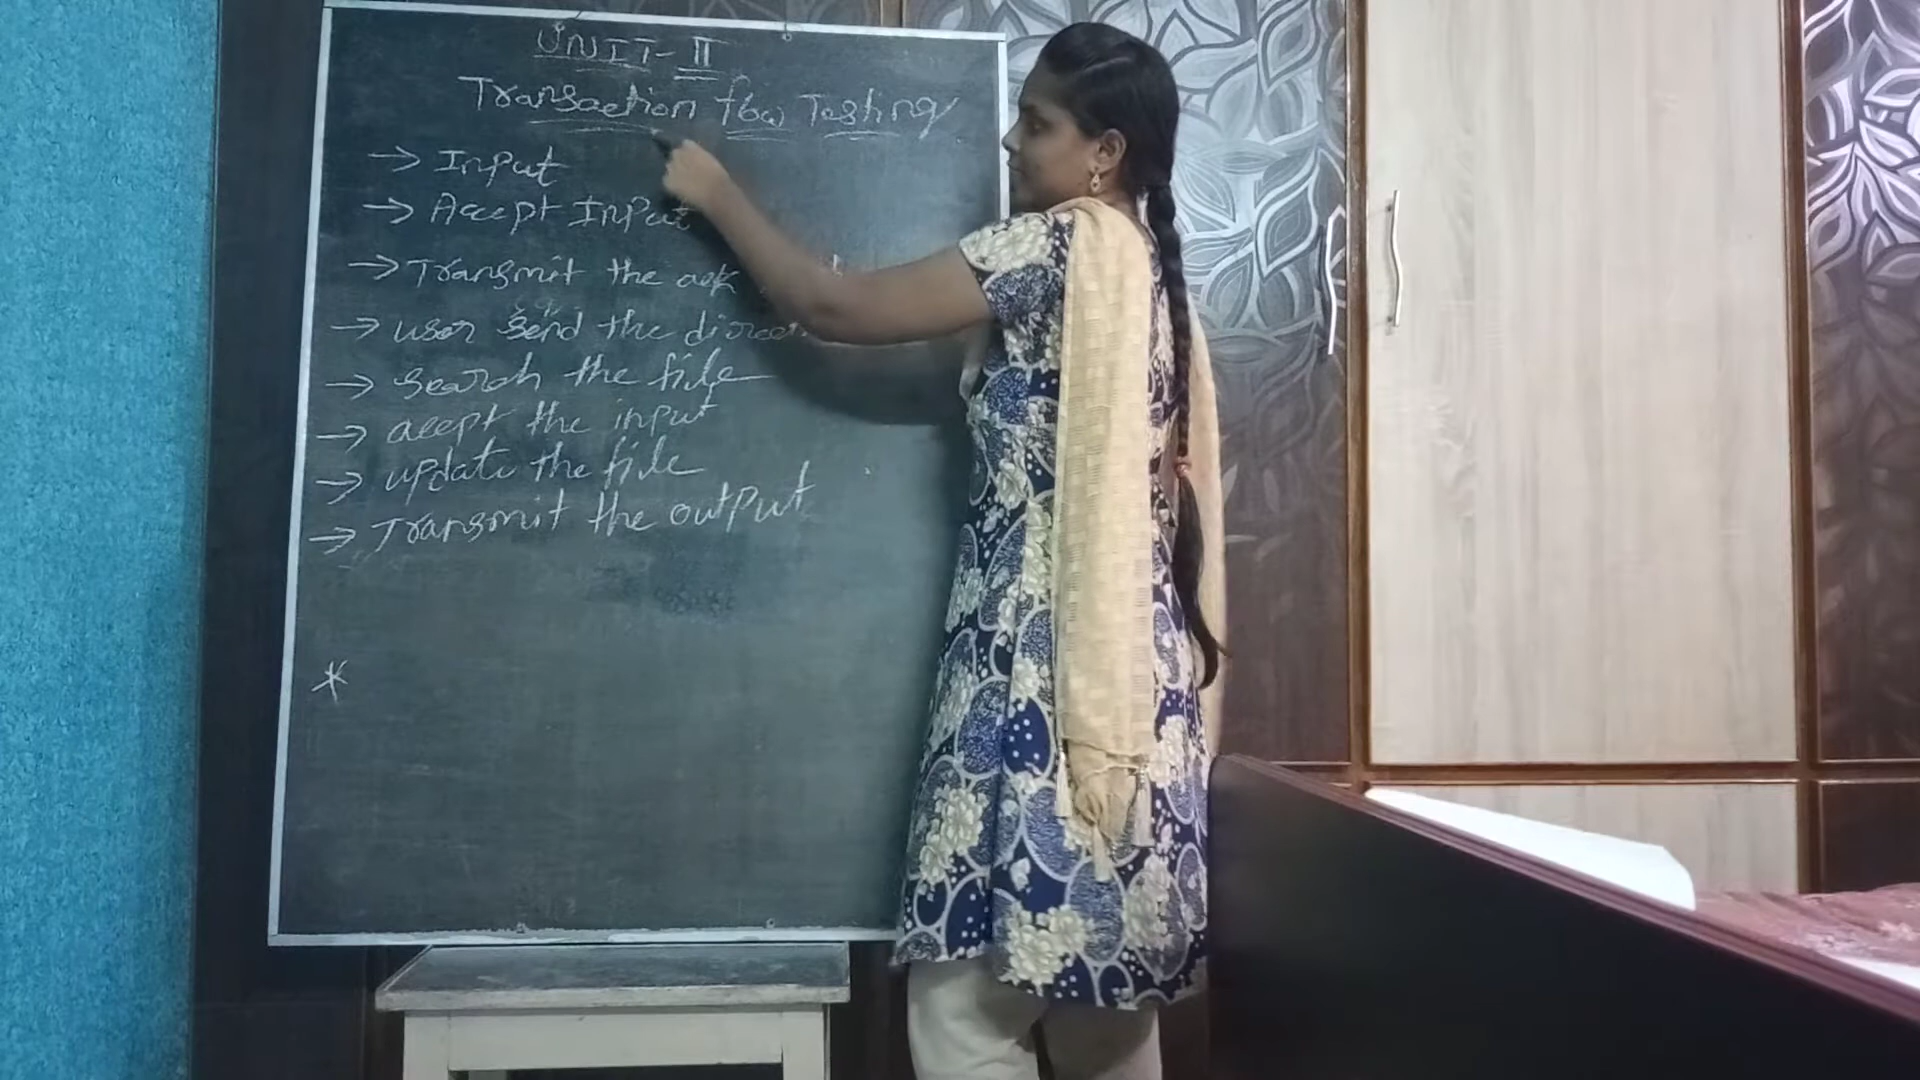 UNIT-II
Transaction flow Testing
→ Input
→ Accept Input
→ Transmit the ack
→ user send the
→ Search the file
→ acept the input
→ update the file
→ Transmit the output
*